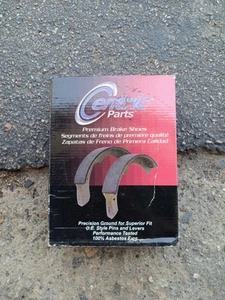 Centric
Parts
Premium Brake Shoes
Segments de freins de première qualité
Zapatas de Freno de Primera Calidad
Precision Ground for Superior Fit
O.E. Style Pins and Levers
Performance Tested
100% Asbestos Free